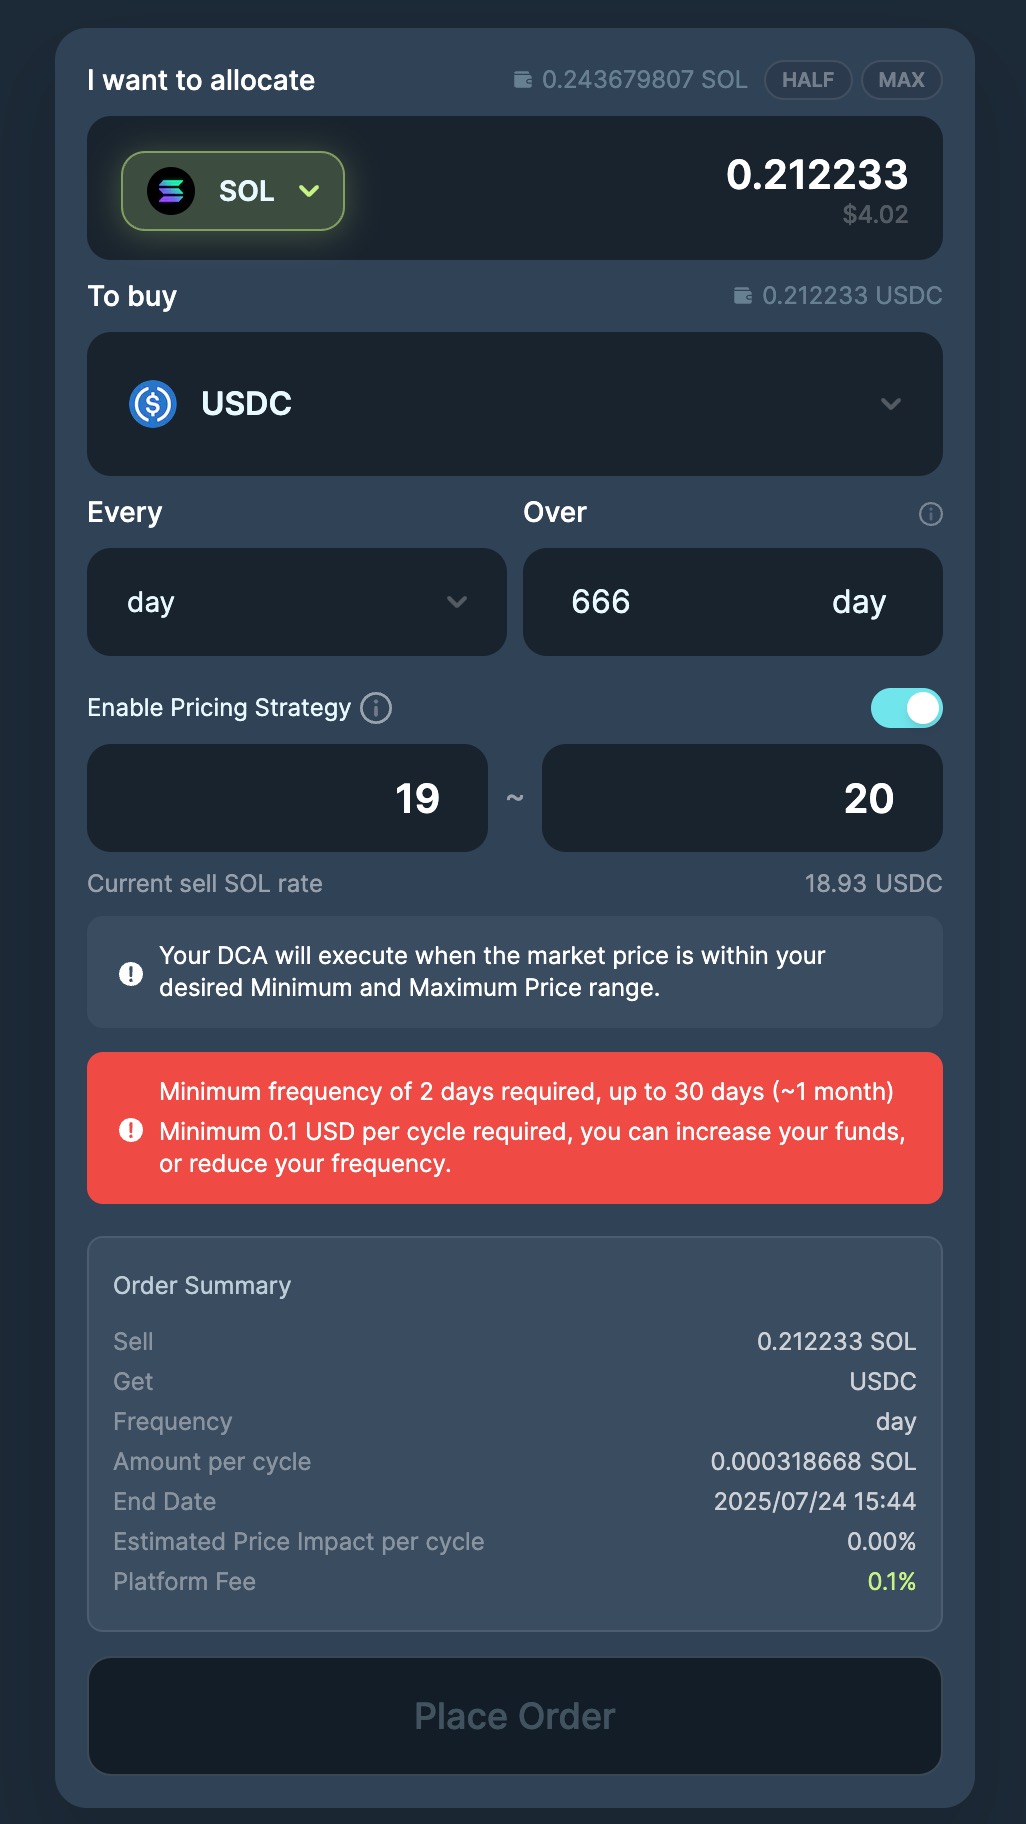 I want to allocate
0.243679807 SOL HALF MAX
SOL
0.212233
$4.02
To buy
0.212233 USDC
USDC
Every
Over
day
666 day
Enable Pricing Strategy
19 ~ 20
Current sell SOL rate
18.93 USDC
Your DCA will execute when the market price is within your
desired Minimum and Maximum Price range.
Minimum frequency of 2 days required, up to 30 days (~1 month)
Minimum 0.1 USD per cycle required, you can increase your funds,
or reduce your frequency.
Order Summary
Sell 0.212233 SOL
Get USDC
Frequency day
Amount per cycle 0.000318668 SOL
End Date 2025/07/24 15:44
Estimated Price Impact per cycle 0.00%
Platform Fee 0.1%
Place Order